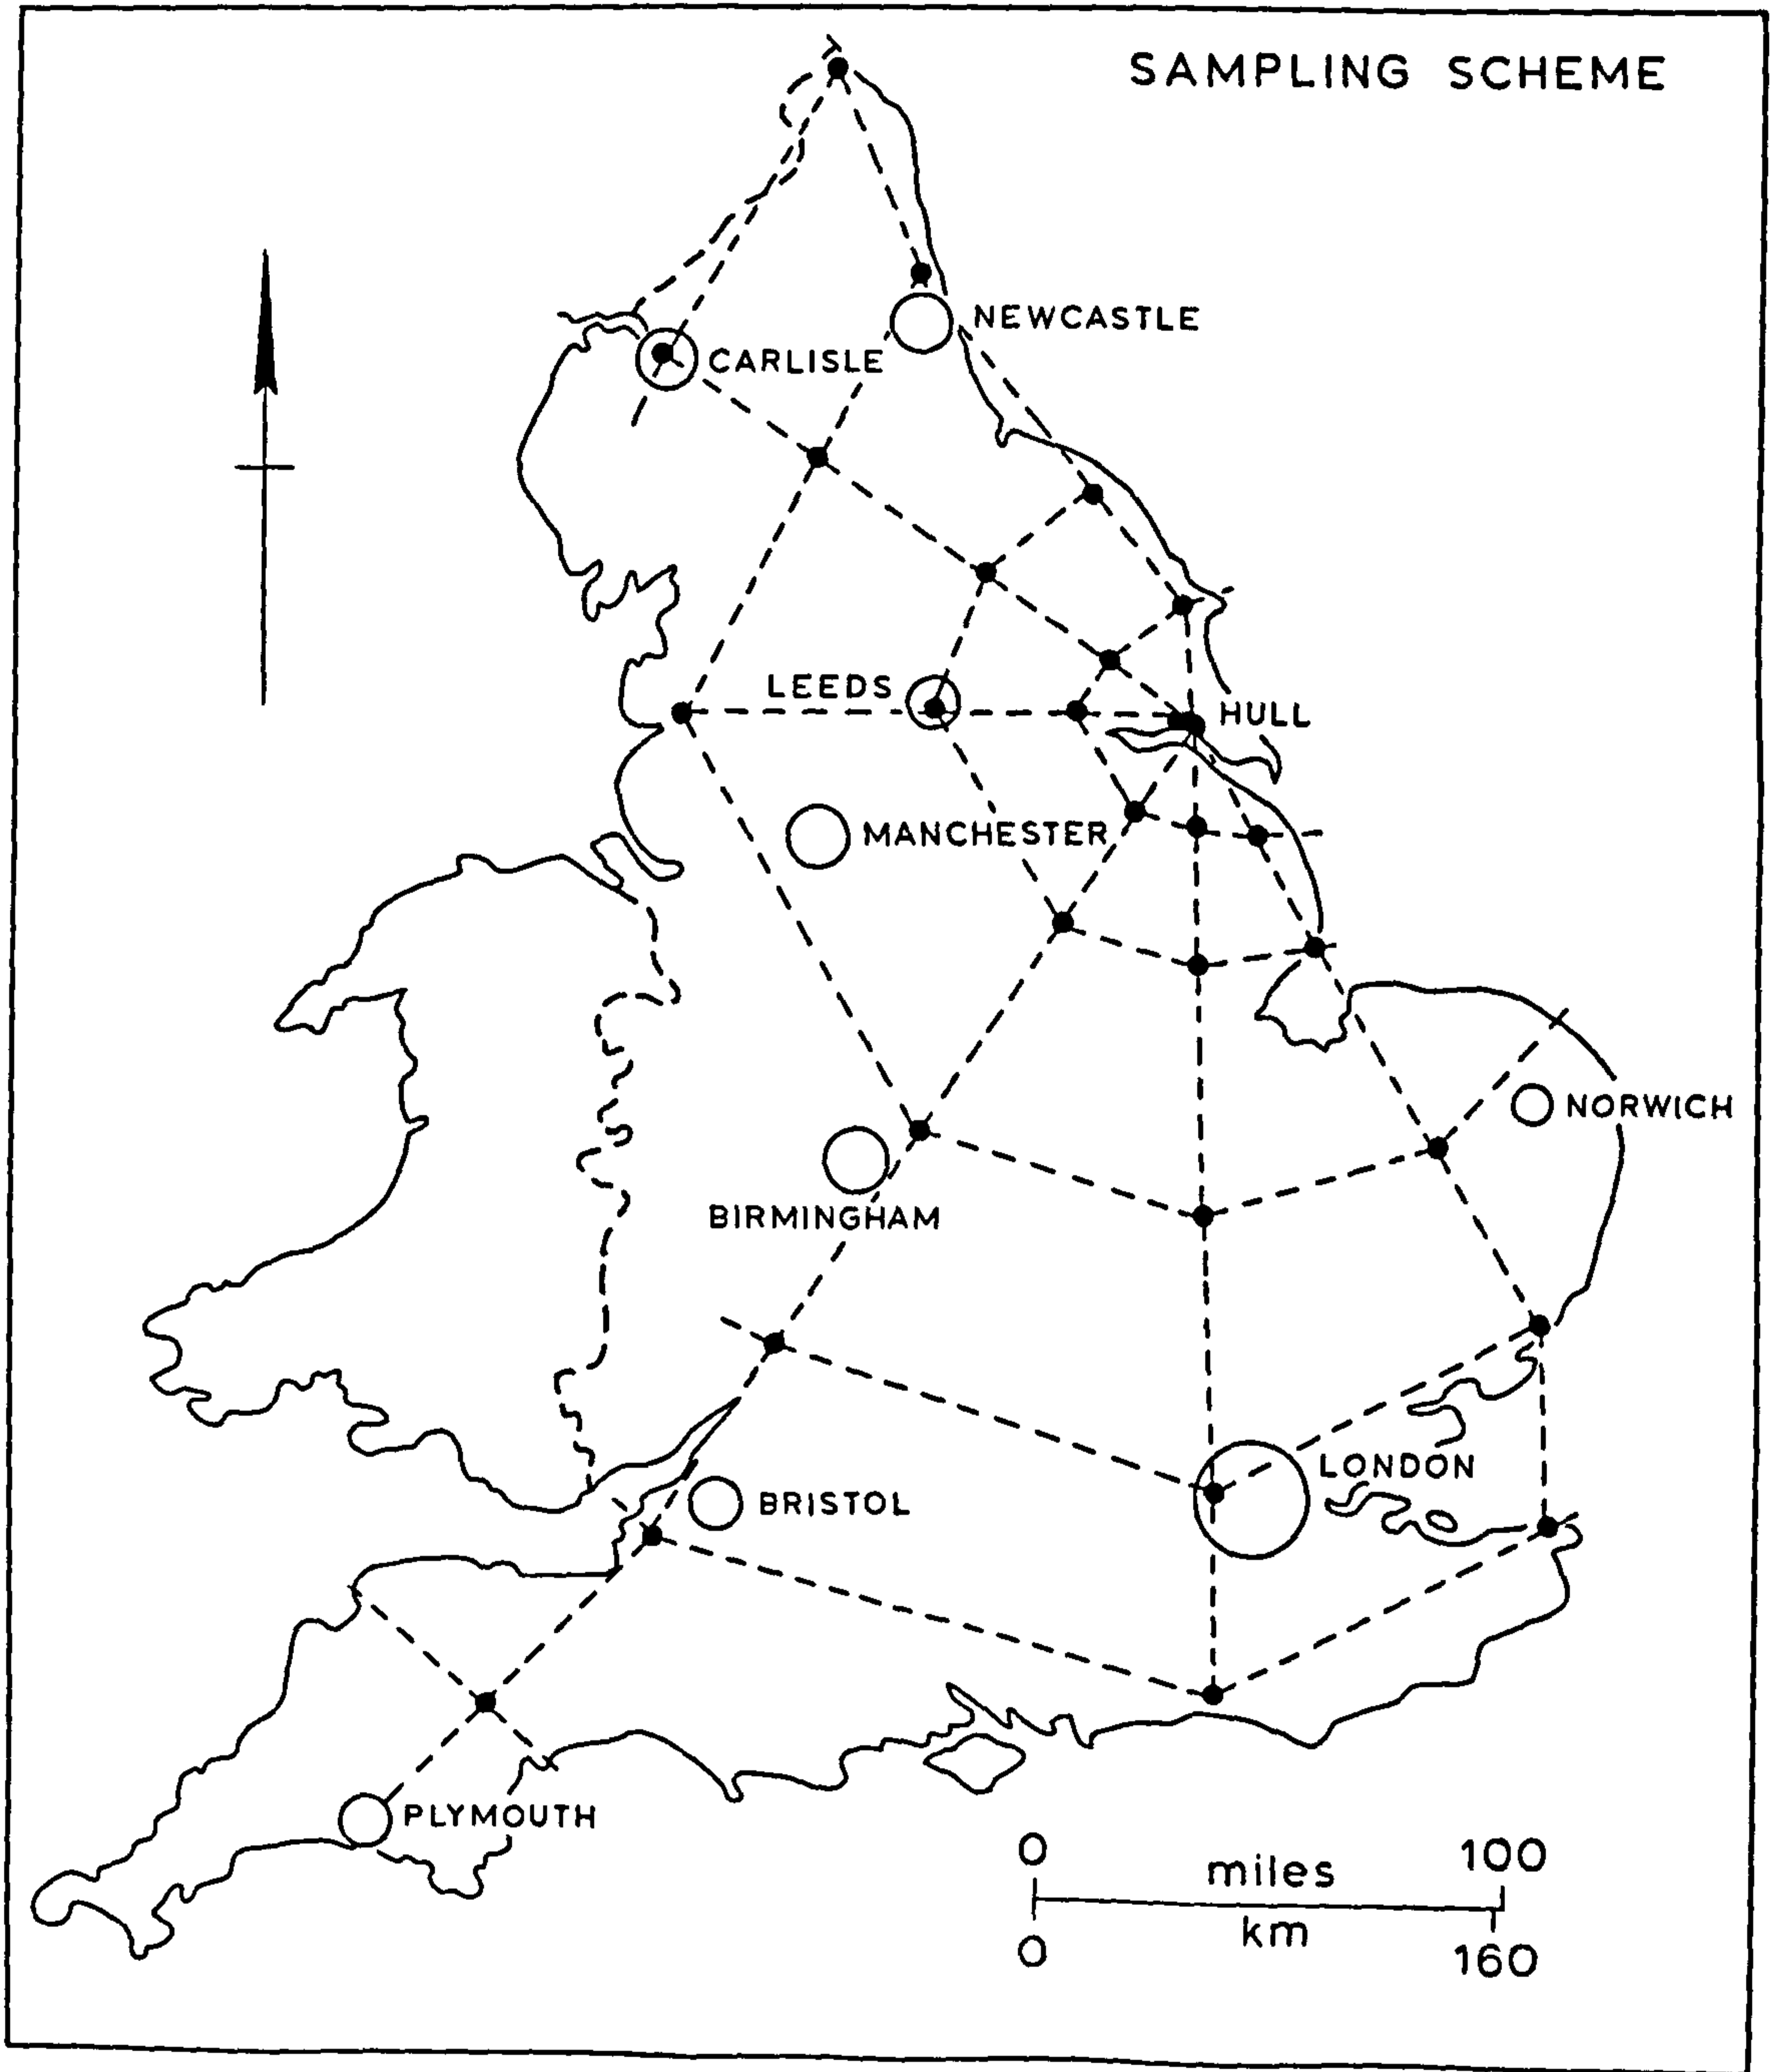 SAMPLING SCHEME
NEWCASTLE
CARLISLE
LEEDS
HULL
MANCHESTER
NORWICH
BIRMINGHAM
LONDON
BRISTOL
PLYMOUTH
0 miles 100
0 km 160